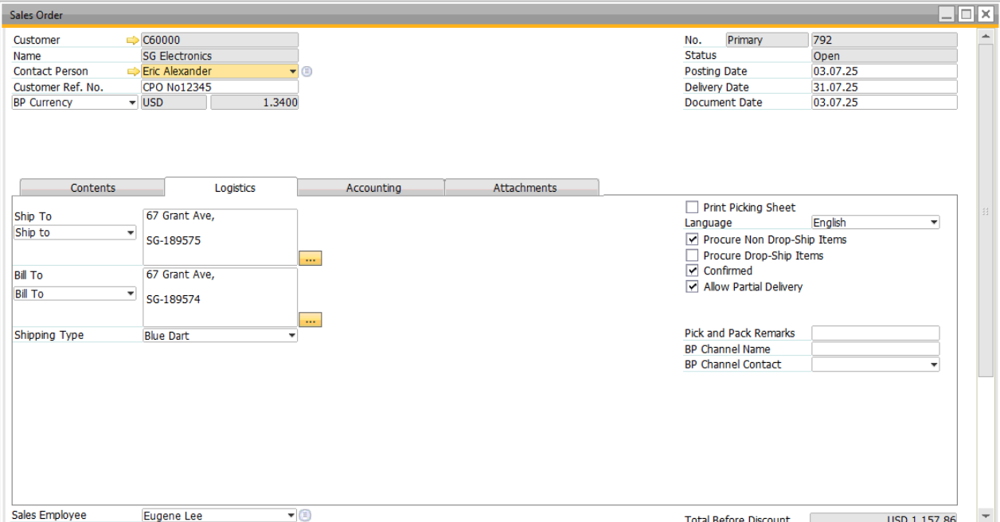 Sales Order
Customer C60000
Name SG Electronics
Contact Person Eric Alexander
Customer Ref. No. CPO No12345
BP Currency USD 1.3400
No. Primary 792
Status Open
Posting Date 03.07.25
Delivery Date 31.07.25
Document Date 03.07.25
Contents Logistics Accounting Attachments
Ship To
Ship to
67 Grant Ave,
SG-189575
...
Bill To
Bill To
67 Grant Ave,
SG-189574
...
Shipping Type Blue Dart
Print Picking Sheet
Language English
Procure Non Drop-Ship Items
Procure Drop-Ship Items
Confirmed
Allow Partial Delivery
Pick and Pack Remarks
BP Channel Name
BP Channel Contact
Sales Employee Eugene Lee
Total Before Discount USD 1,157.86